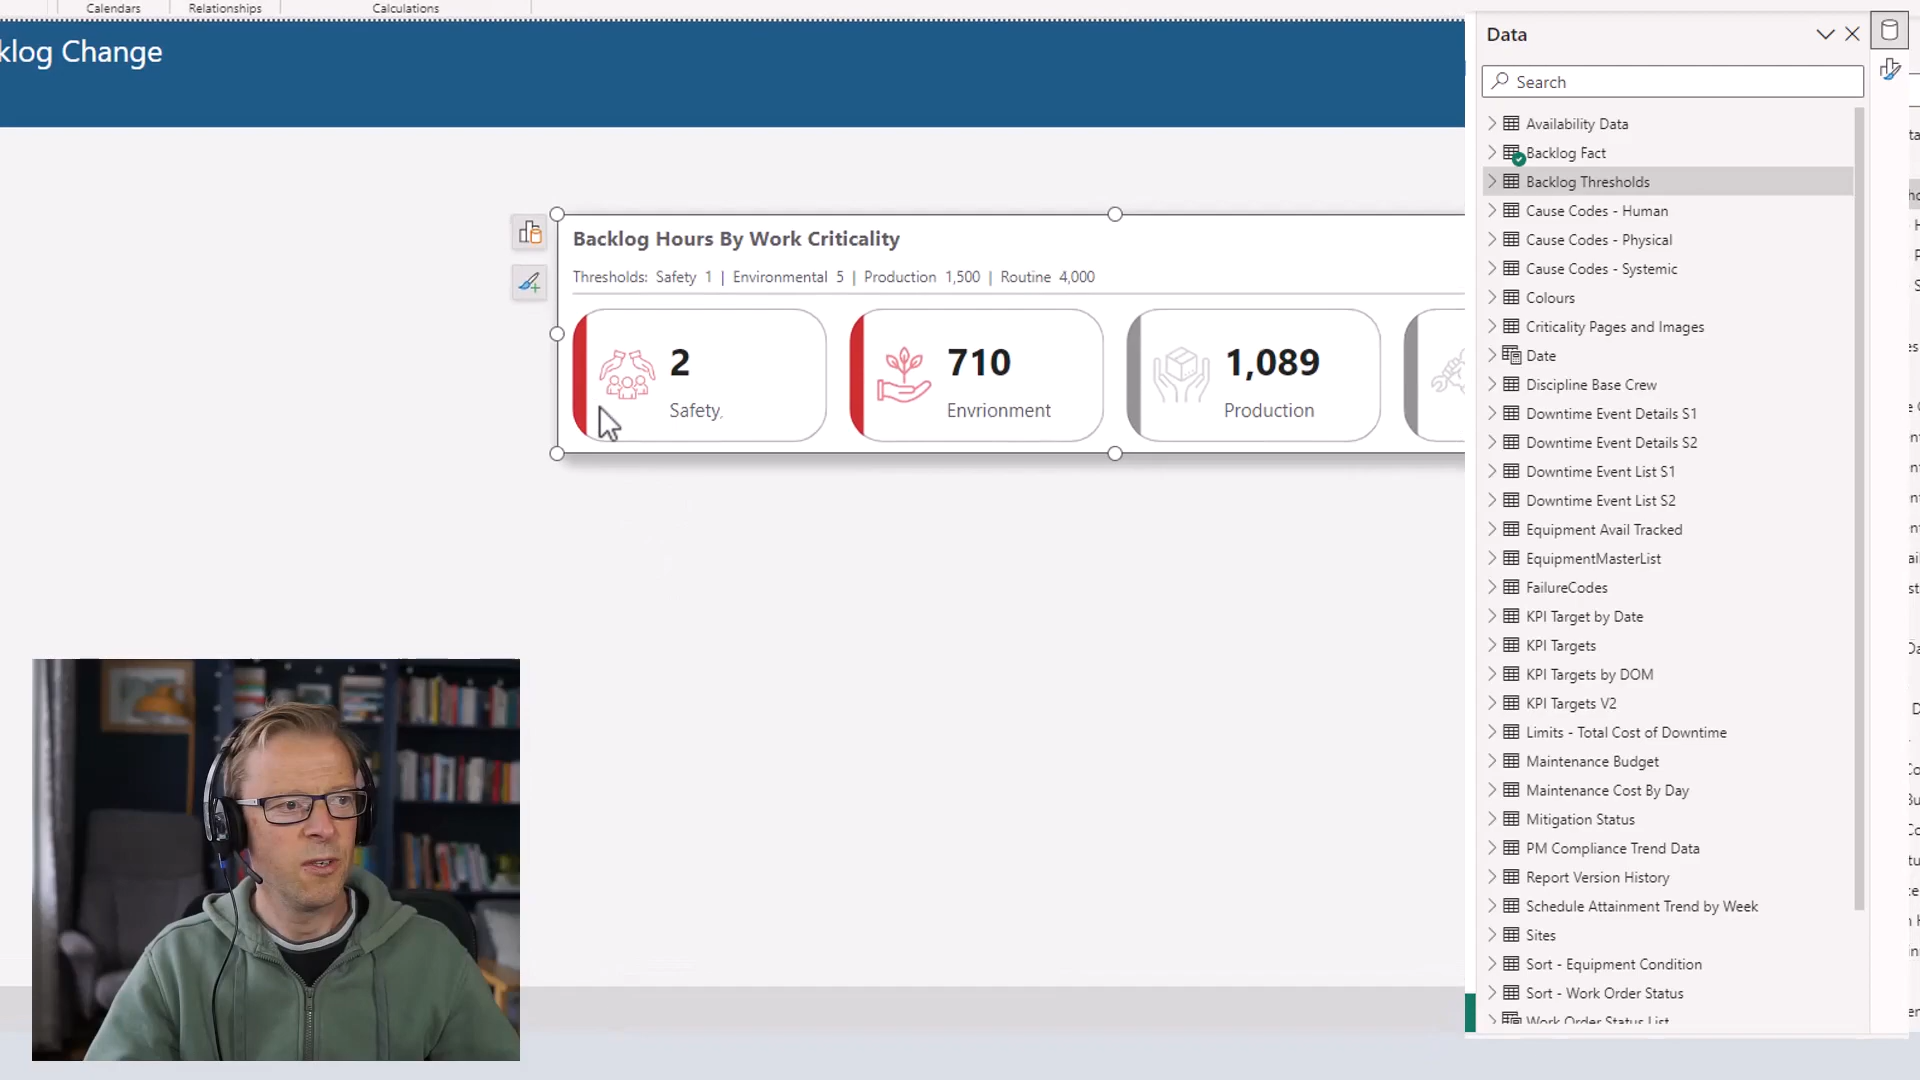 Calendars
Relationships
Calculations
klog Change
Backlog Hours By Work Criticality
Thresholds: Safety 1 | Environmental 5 | Production 1,500 | Routine 4,000
2
Safety,
710
Envrionment
1,089
Production
Data
Search
Availability Data
Backlog Fact
Backlog Thresholds
Cause Codes - Human
Cause Codes - Physical
Cause Codes - Systemic
Colours
Criticality Pages and Images
Date
Discipline Base Crew
Downtime Event Details S1
Downtime Event Details S2
Downtime Event List S1
Downtime Event List S2
Equipment Avail Tracked
EquipmentMasterList
FailureCodes
KPI Target by Date
KPI Targets
KPI Targets by DOM
KPI Targets V2
Limits - Total Cost of Downtime
Maintenance Budget
Maintenance Cost By Day
Mitigation Status
PM Compliance Trend Data
Report Version History
Schedule Attainment Trend by Week
Sites
Sort - Equipment Condition
Sort - Work Order Status
Work Order Status List